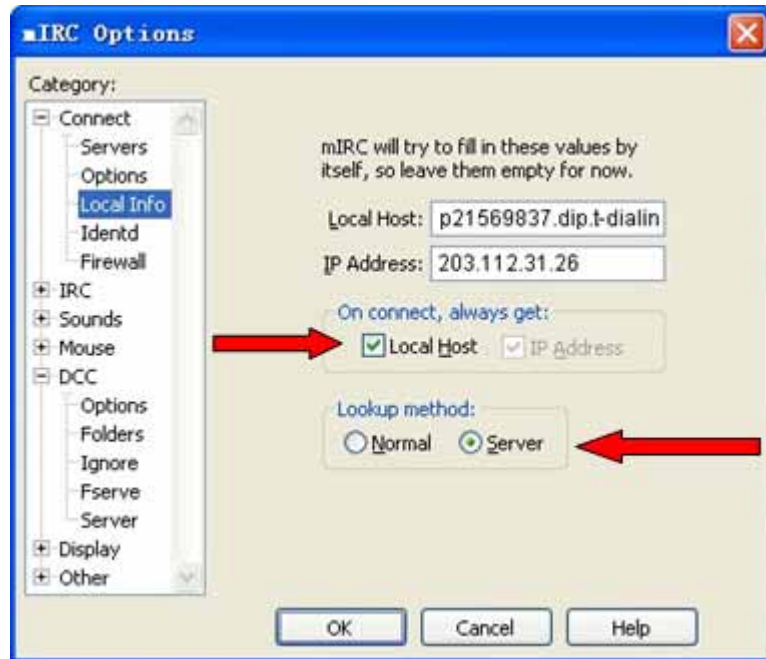 mIRC Options
Category:
Connect
Servers
Options
Local Info
Identd
Firewall
IRC
Sounds
Mouse
DCC
Options
Folders
Ignore
Fserve
Server
Display
Other
mIRC will try to fill in these values by
itself, so leave them empty for now.
Local Host: p21569837.dip.t-dialin
IP Address: 203.112.31.26
On connect, always get:
Local Host IP Address
Lookup method:
Normal Server
OK Cancel Help